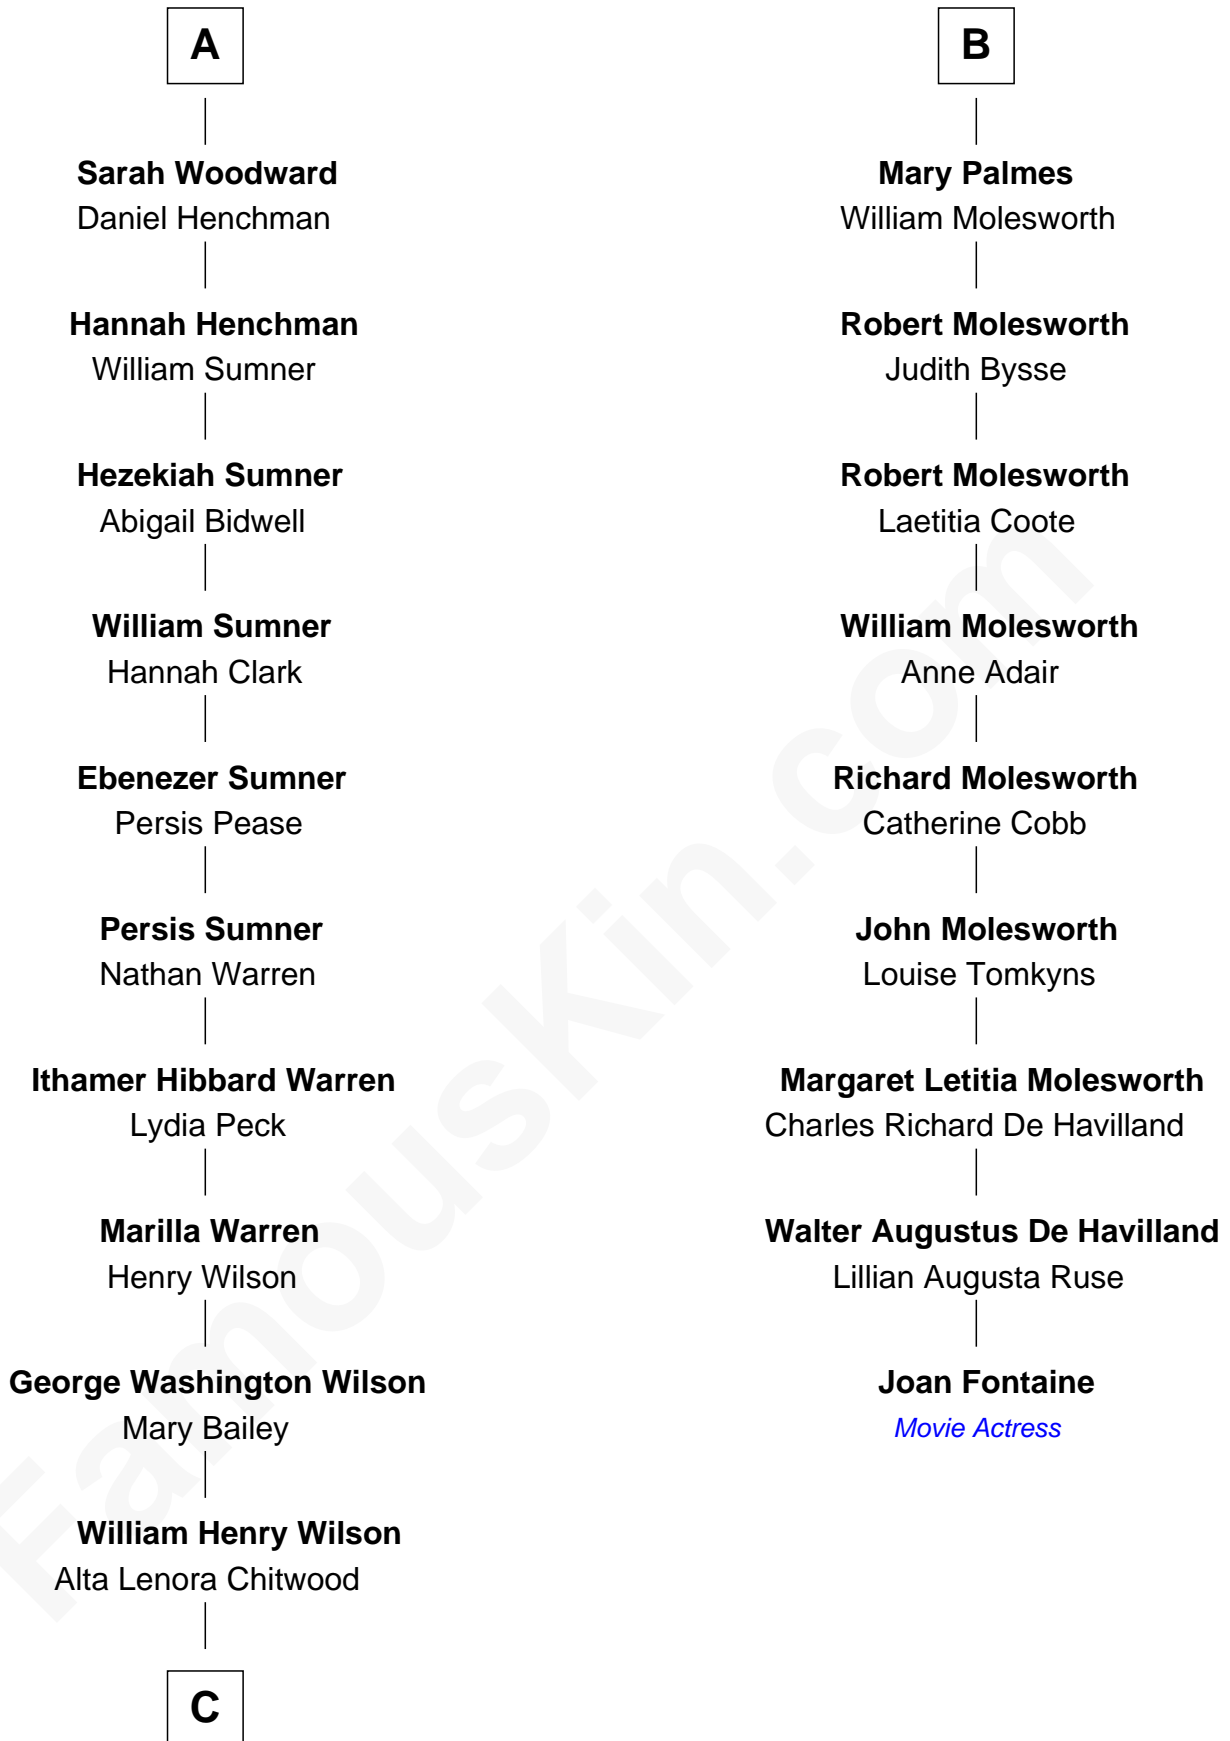 A
Sarah Woodward
Daniel Henchman
Hannah Henchman
William Sumner
Hezekiah Sumner
Abigail Bidwell
William Sumner
Hannah Clark
Ebenezer Sumner
Persis Pease
Persis Sumner
Nathan Warren
Ithamer Hibbard Warren
Lydia Peck
Marilla Warren
Henry Wilson
George Washington Wilson
Mary Bailey
William Henry Wilson
Alta Lenora Chitwood
C
B
Mary Palmes
William Molesworth
Robert Molesworth
Judith Bysse
Robert Molesworth
Laetitia Coote
William Molesworth
Anne Adair
Richard Molesworth
Catherine Cobb
John Molesworth
Louise Tomkyns
Margaret Letitia Molesworth
Charles Richard De Havilland
Walter Augustus De Havilland
Lillian Augusta Ruse
Joan Fontaine
Movie Actress
FamousKin.com